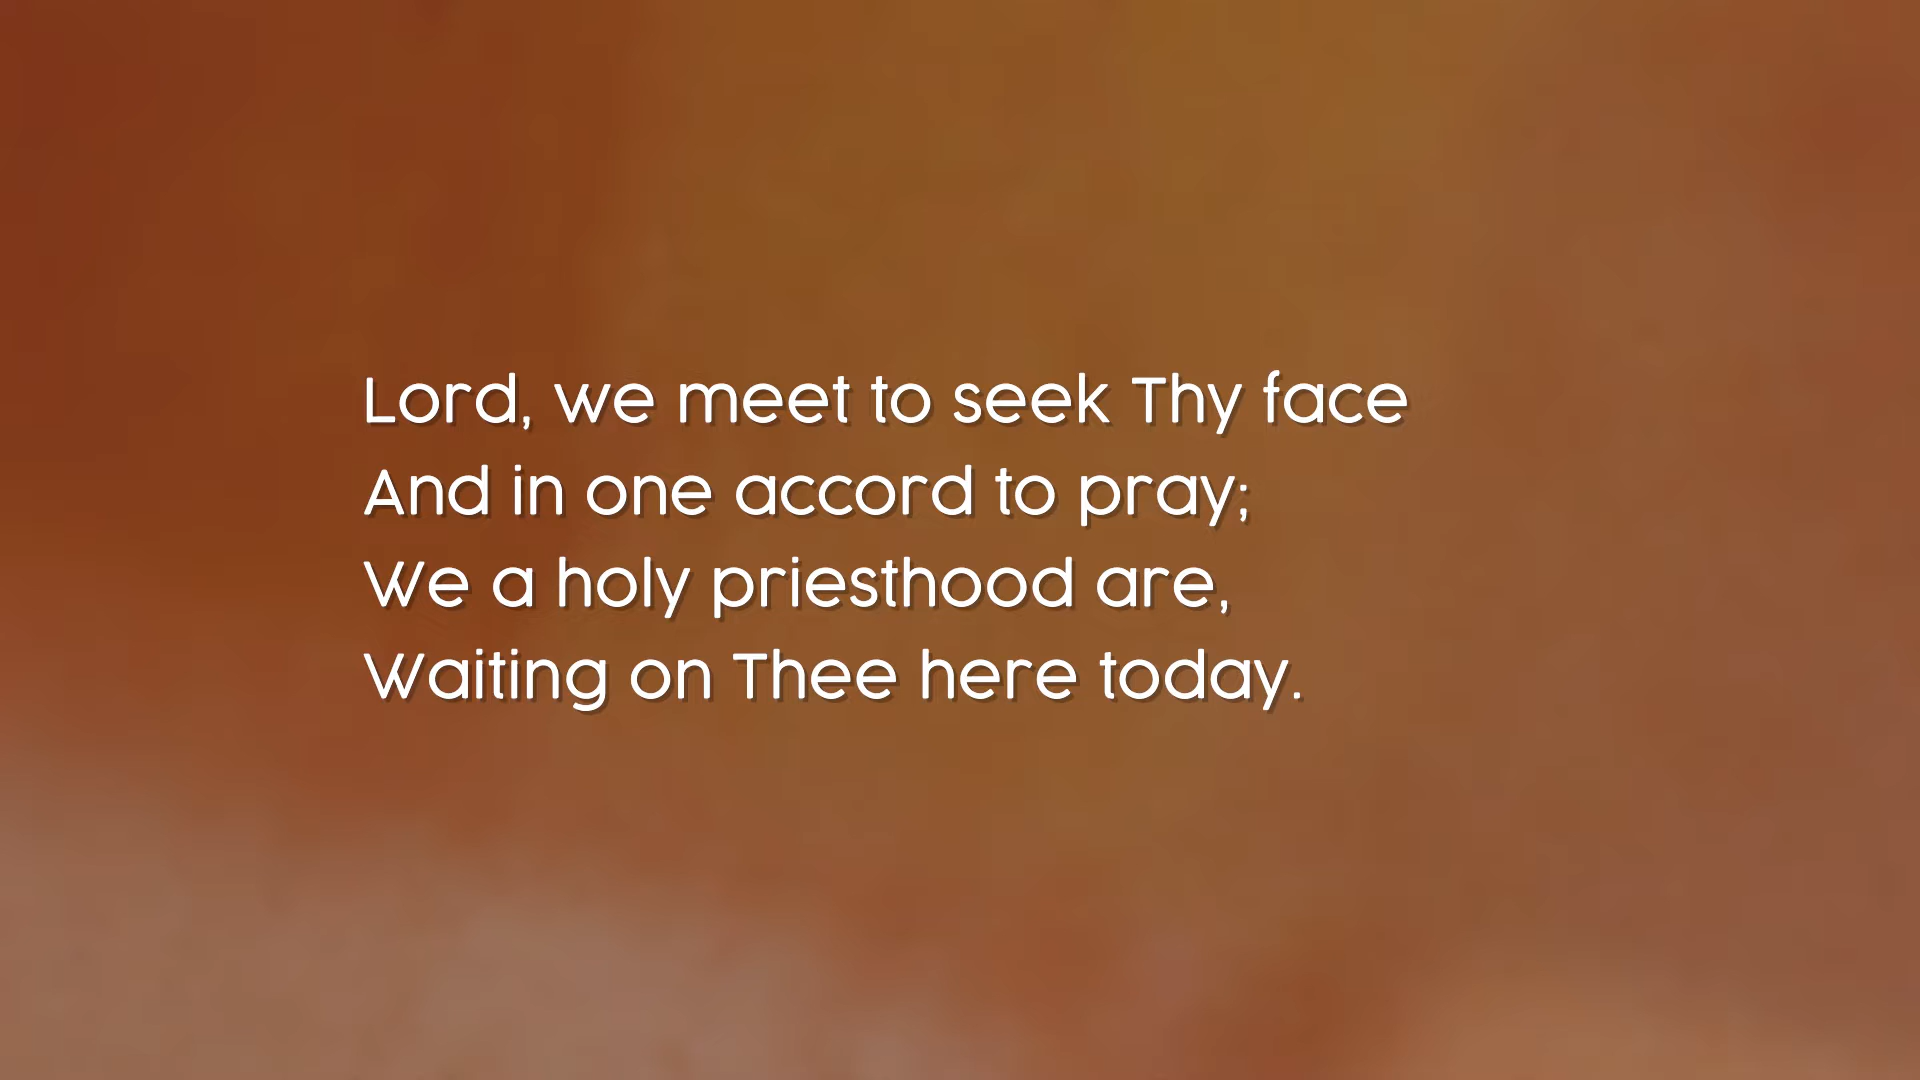 Lord, we meet to seek Thy face
And in one accord to pray;
We a holy priesthood are,
Waiting on Thee here today.